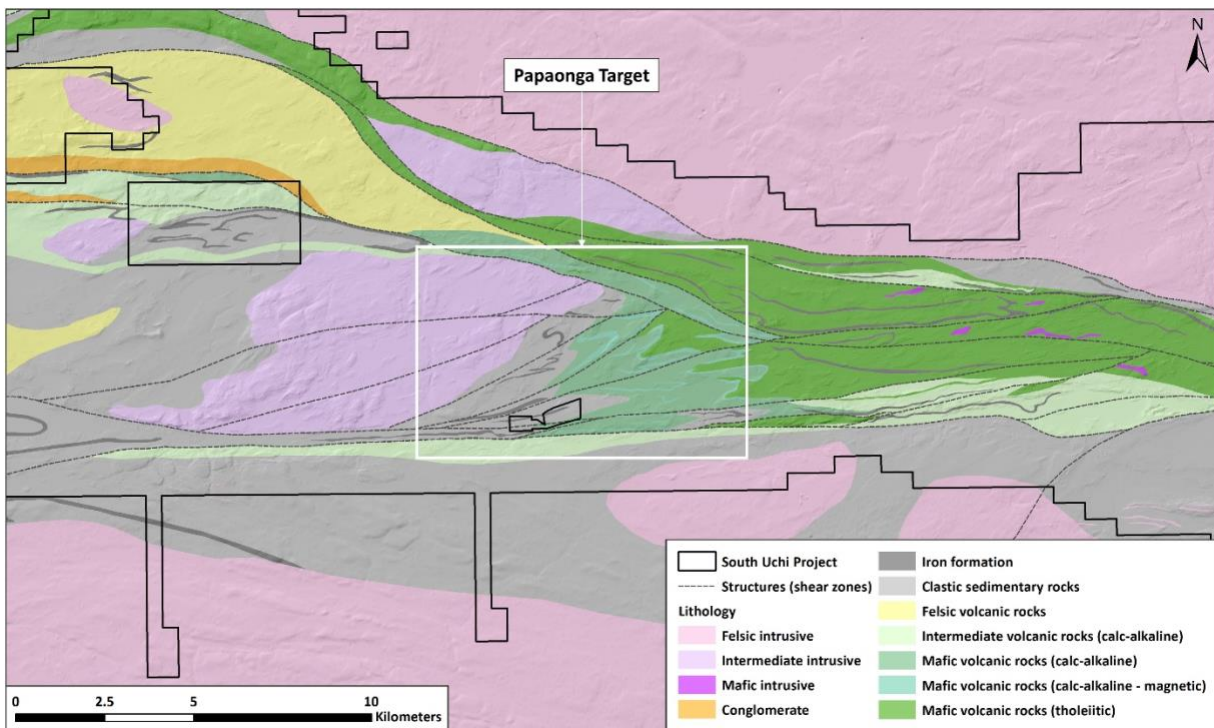 N
Papaonga Target
South Uchi Project
Structures (shear zones)
Lithology
Felsic intrusive
Intermediate intrusive
Mafic intrusive
Conglomerate
Iron formation
Clastic sedimentary rocks
Felsic volcanic rocks
Intermediate volcanic rocks (calc-alkaline)
Mafic volcanic rocks (calc-alkaline)
Mafic volcanic rocks (calc-alkaline - magnetic)
Mafic volcanic rocks (tholeiitic)
0 2.5 5 10
Kilometers